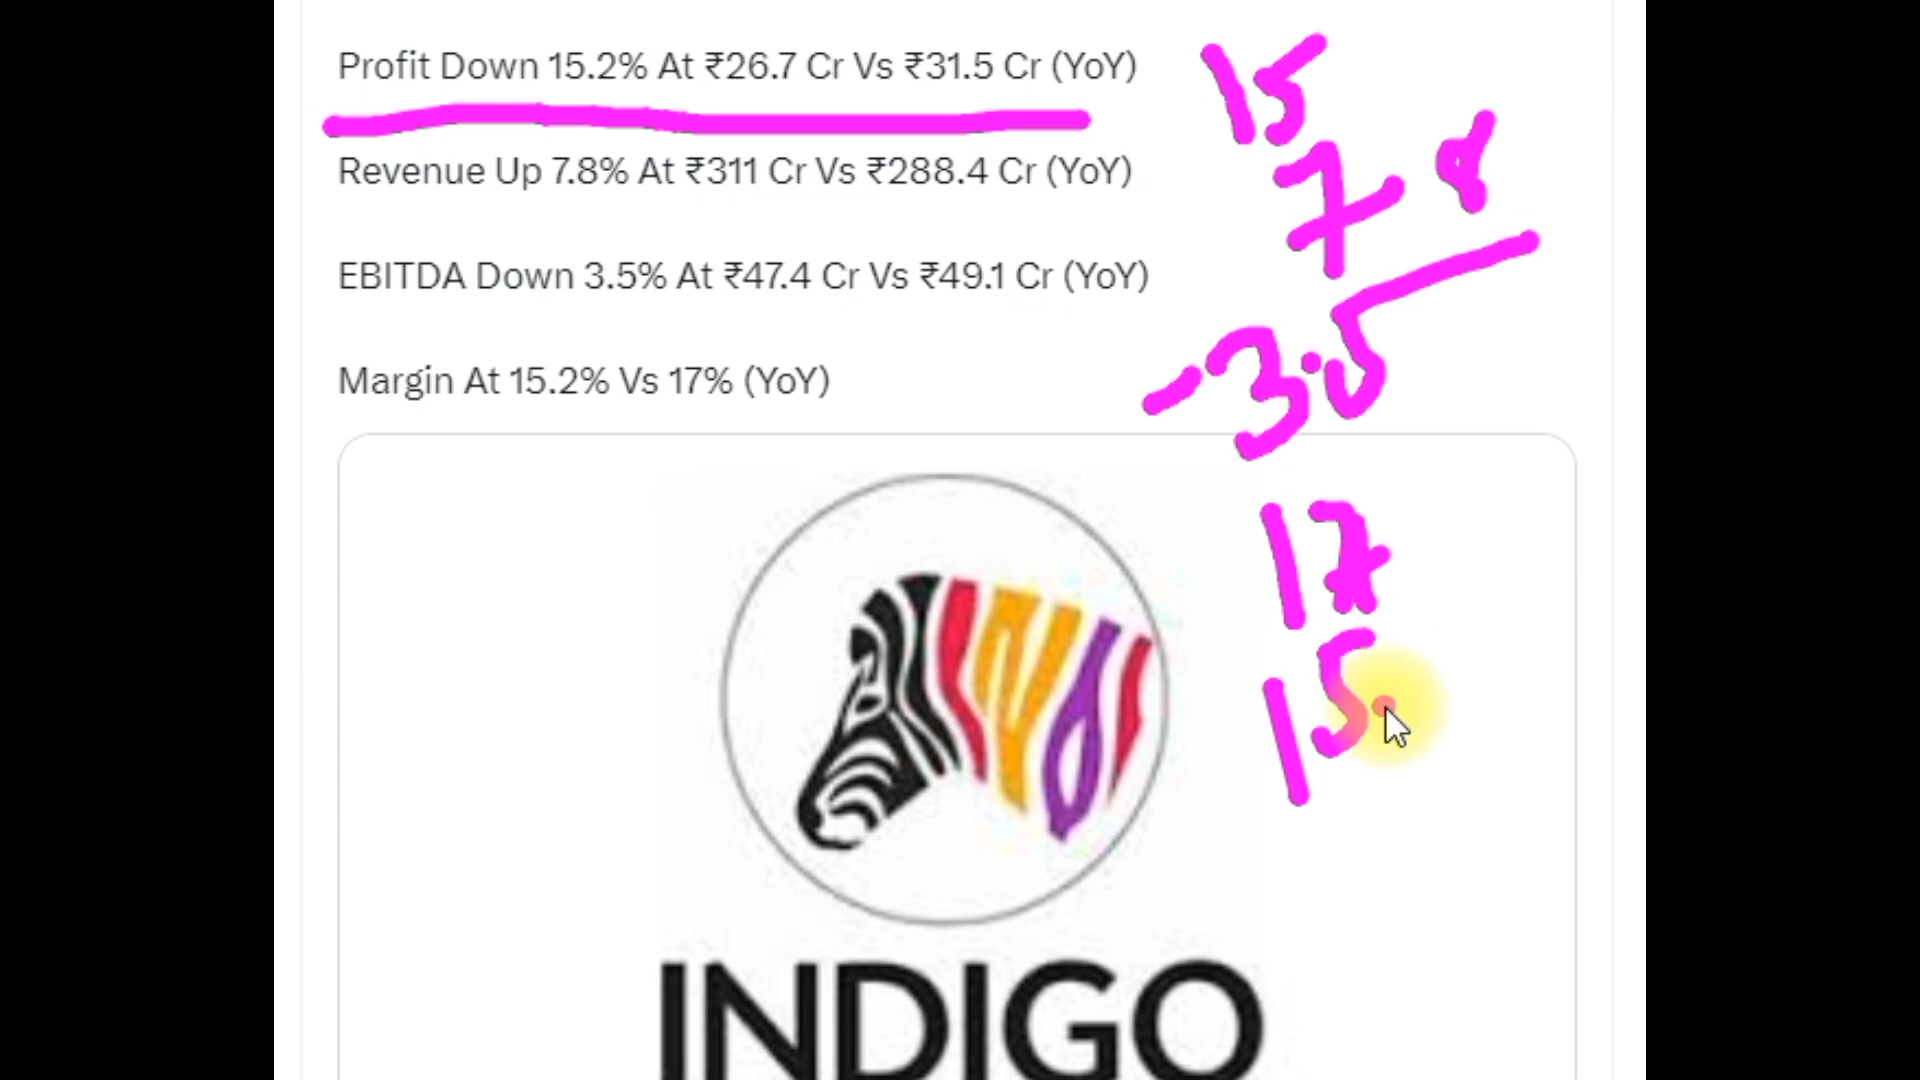 Profit Down 15.2% At ₹26.7 Cr Vs ₹31.5 Cr (YoY)
15
Revenue Up 7.8% At ₹311 Cr Vs ₹288.4 Cr (YoY)
7 8
EBITDA Down 3.5% At ₹47.4 Cr Vs ₹49.1 Cr (YoY)
-3.5
Margin At 15.2% Vs 17% (YoY)
17
15.
INDI
INDIGO